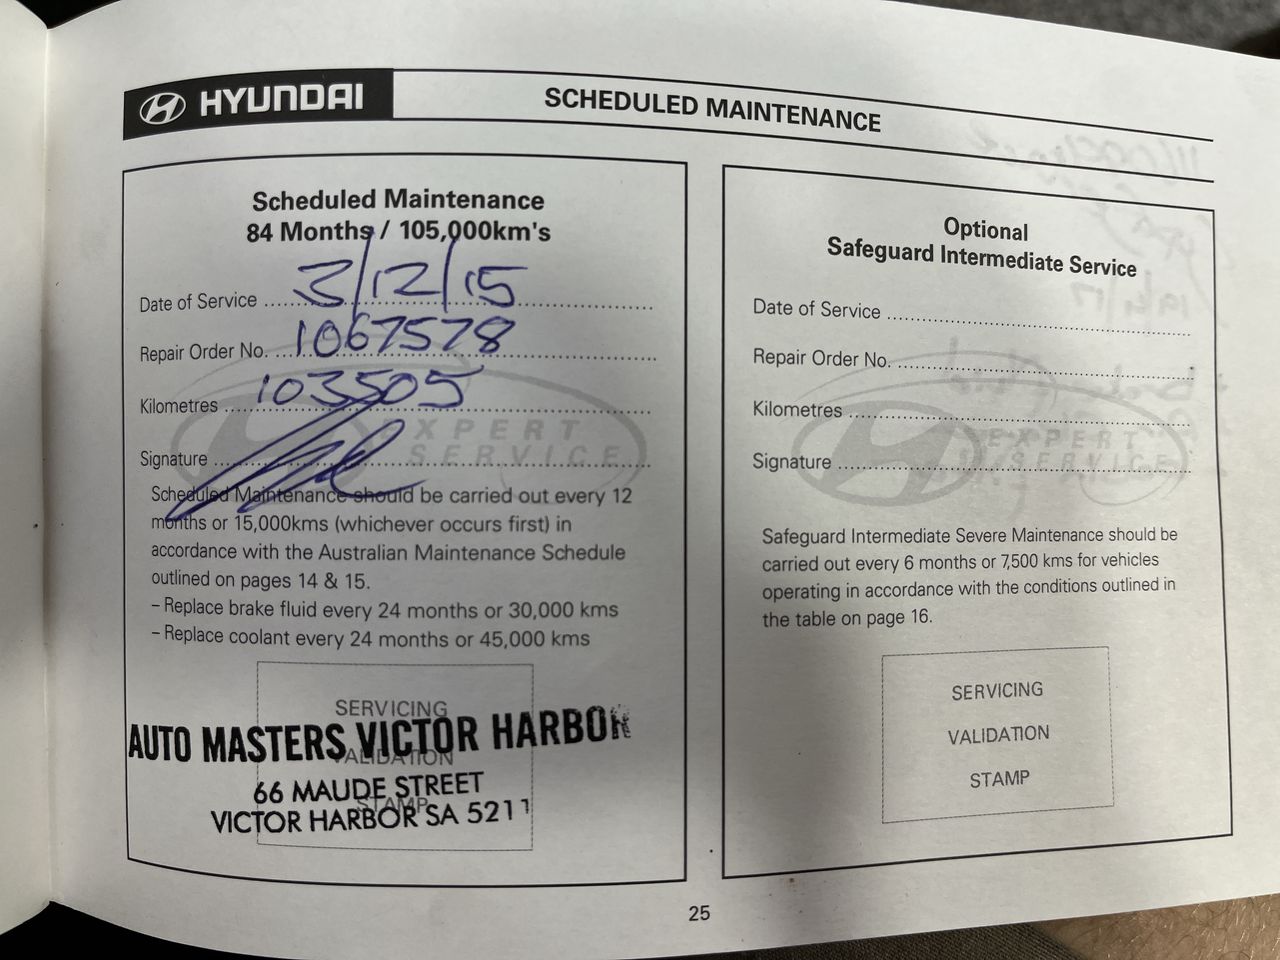 HYUNDAI
SCHEDULED MAINTENANCE
Scheduled Maintenance
84 Months / 105,000km's
Date of Service 3/12/15
Repair Order No. 1067578
Kilometres 103505
Signature
EXPERT
SERVICE
Scheduled Maintenance should be carried out every 12
months or 15,000kms (whichever occurs first) in
accordance with the Australian Maintenance Schedule
outlined on pages 14 & 15.
– Replace brake fluid every 24 months or 30,000 kms
– Replace coolant every 24 months or 45,000 kms
SERVICING
VALIDATION
STAMP
AUTO MASTERS VICTOR HARBOR
66 MAUDE STREET
VICTOR HARBOR SA 5211
Optional
Safeguard Intermediate Service
Date of Service
Repair Order No.
Kilometres
Signature
EXPERT
SERVICE
Safeguard Intermediate Severe Maintenance should be
carried out every 6 months or 7,500 kms for vehicles
operating in accordance with the conditions outlined in
the table on page 16.
SERVICING
VALIDATION
STAMP
25